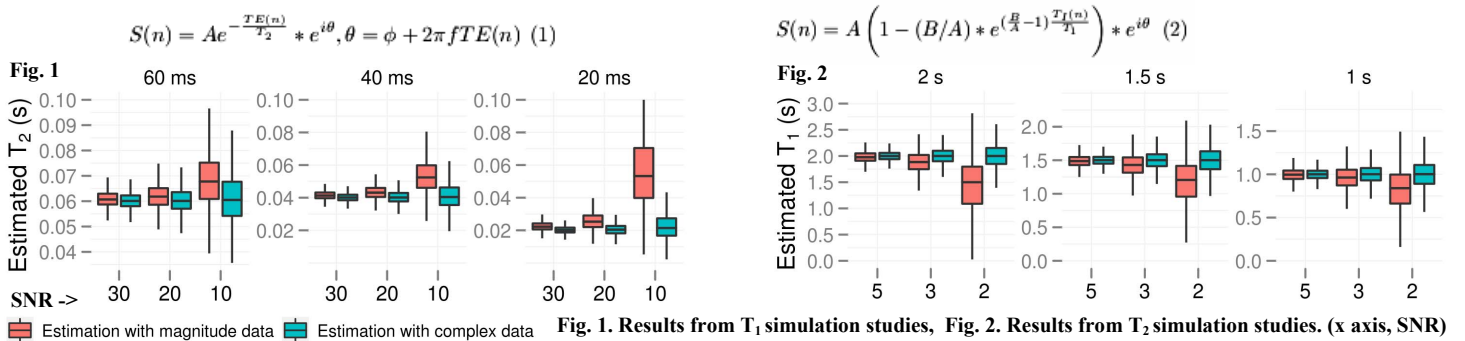 S(n) = Ae^{-\frac{TE(n)}{T_2}} * e^{iθ}, θ = ϕ + 2πfTE(n) (1)
S(n) = A (1 − (B/A) * e^{(\frac{B}{A}−1)\frac{T_I(n)}{T_1}}) * e^{iθ} (2)
Fig. 1
60 ms
40 ms
20 ms
Estimated T₂ (s)
0.10
0.09
0.08
0.07
0.06
0.05
0.04
0.10
0.08
0.06
0.04
0.02
0.10
0.08
0.06
0.04
0.02
SNR ->
30 20 10
30 20 10
30 20 10
Fig. 2
2 s
1.5 s
1 s
Estimated T₁ (s)
3.0
2.5
2.0
1.5
1.0
0.5
0.0
2.0
1.5
1.0
0.5
0.0
1.5
1.0
0.5
0.0
5 3 2
5 3 2
5 3 2
Estimation with magnitude data Estimation with complex data
Fig. 1. Results from T₁ simulation studies, Fig. 2. Results from T₂ simulation studies. (x axis, SNR)